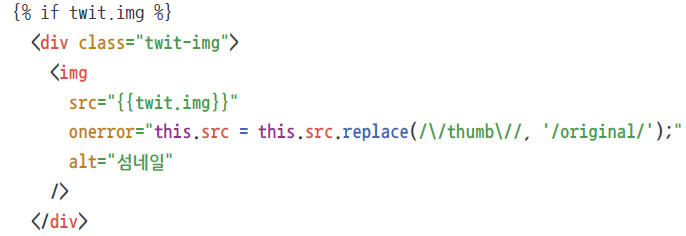 {% if twit.img %}
<div class="twit-img">
<img
src="{{twit.img}}"
onerror="this.src = this.src.replace(/\/thumb\//, '/original/');"
alt="섬네일"
/>
</div>